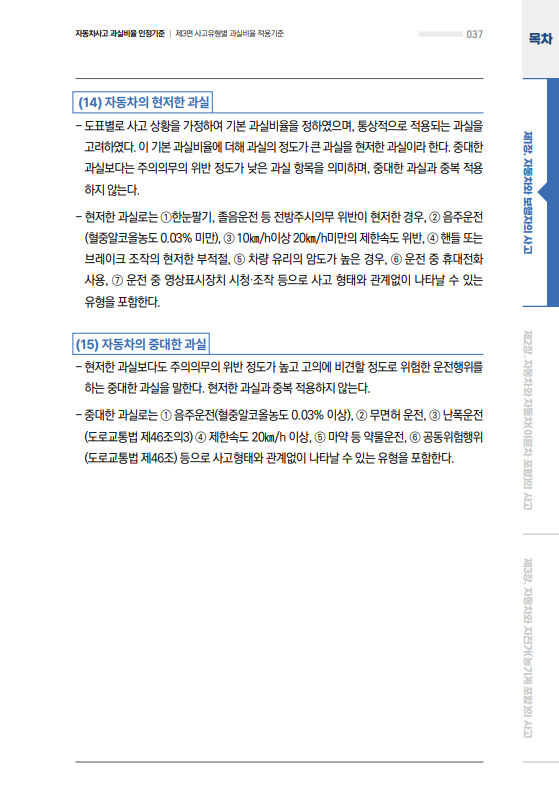 자동차사고 과실비율 인정기준 | 제3편 사고유형별 과실비율 적용기준
037
목차
(14) 자동차의 현저한 과실
– 도표별로 사고 상황을 가정하여 기본 과실비율을 정하였으며, 통상적으로 적용되는 과실을
고려하였다. 이 기본 과실비율에 더해 과실의 정도가 큰 과실을 현저한 과실이라 한다. 중대한
과실보다는 주의의무의 위반 정도가 낮은 과실 항목을 의미하며, 중대한 과실과 중복 적용
하지 않는다.
– 현저한 과실로는 ①한눈팔기, 졸음운전 등 전방주시의무 위반이 현저한 경우, ② 음주운전
(혈중알코올농도 0.03% 미만), ③ 10㎞/h이상 20㎞/h미만의 제한속도 위반, ④ 핸들 또는
브레이크 조작의 현저한 부적절, ⑤ 차량 유리의 암도가 높은 경우, ⑥ 운전 중 휴대전화
사용, ⑦ 운전 중 영상표시장치 시청·조작 등으로 사고 형태와 관계없이 나타날 수 있는
유형을 포함한다.
(15) 자동차의 중대한 과실
– 현저한 과실보다도 주의의무의 위반 정도가 높고 고의에 비견할 정도로 위험한 운전행위를
하는 중대한 과실을 말한다. 현저한 과실과 중복 적용하지 않는다.
– 중대한 과실로는 ① 음주운전(혈중알코올농도 0.03% 이상), ② 무면허 운전, ③ 난폭운전
(도로교통법 제46조의3) ④ 제한속도 20㎞/h 이상, ⑤ 마약 등 약물운전, ⑥ 공동위험행위
(도로교통법 제46조) 등으로 사고형태와 관계없이 나타날 수 있는 유형을 포함한다.
제1장. 자동차와 보행자의 사고
제2장. 자동차와 자동차(이륜차 포함)의 사고
제3장. 자동차와 자전거(농기계 포함)의 사고